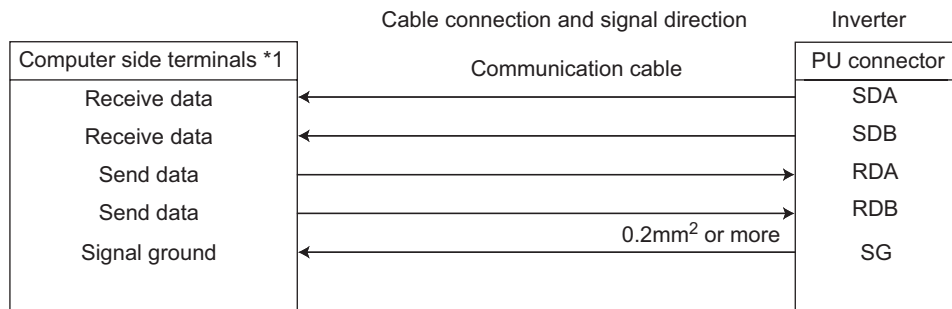 Cable connection and signal direction Inverter
Computer side terminals *1 Communication cable PU connector
Receive data SDA
Receive data SDB
Send data RDA
Send data RDB
0.2mm² or more
Signal ground SG